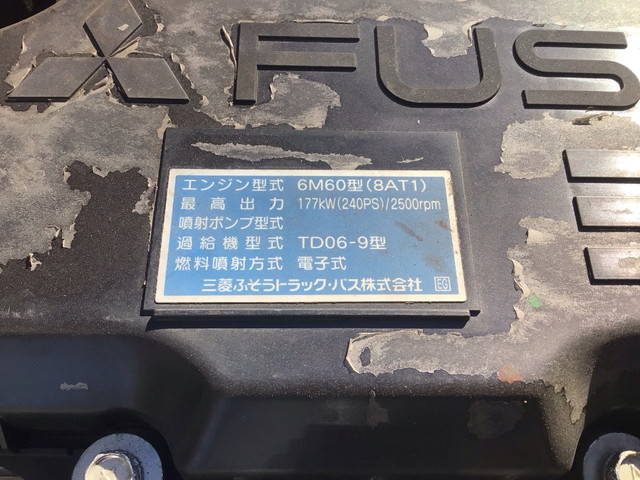 FUS
エンジン型式 6M60型(8AT1)
最高出力 177kW(240PS)/2500rpm
噴射ポンプ型式
過給機型式 TD06-9型
燃料噴射方式 電子式
三菱ふそうトラック・バス株式会社 EG